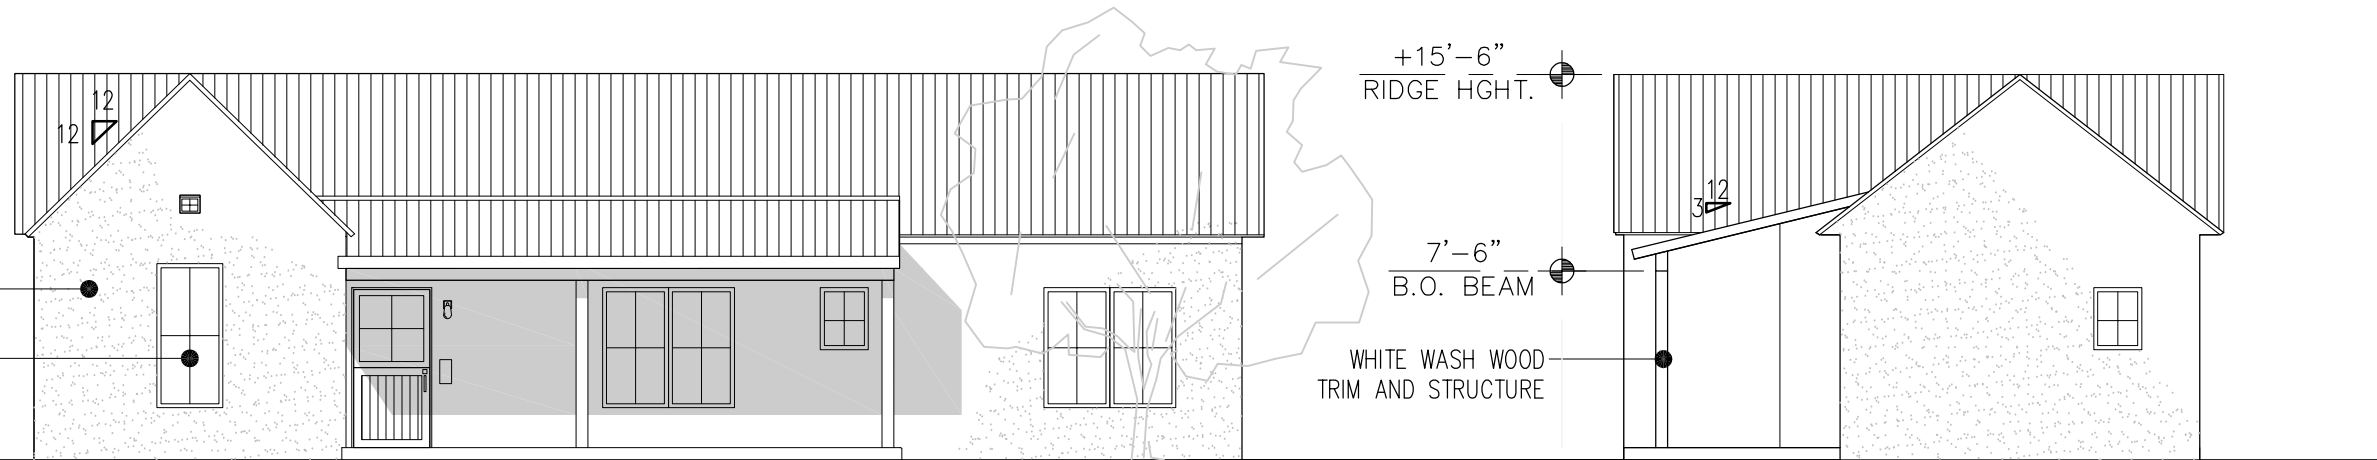 12
12
+15'-6"
RIDGE HGHT.
12
3
7'-6"
B.O. BEAM
WHITE WASH WOOD
TRIM AND STRUCTURE